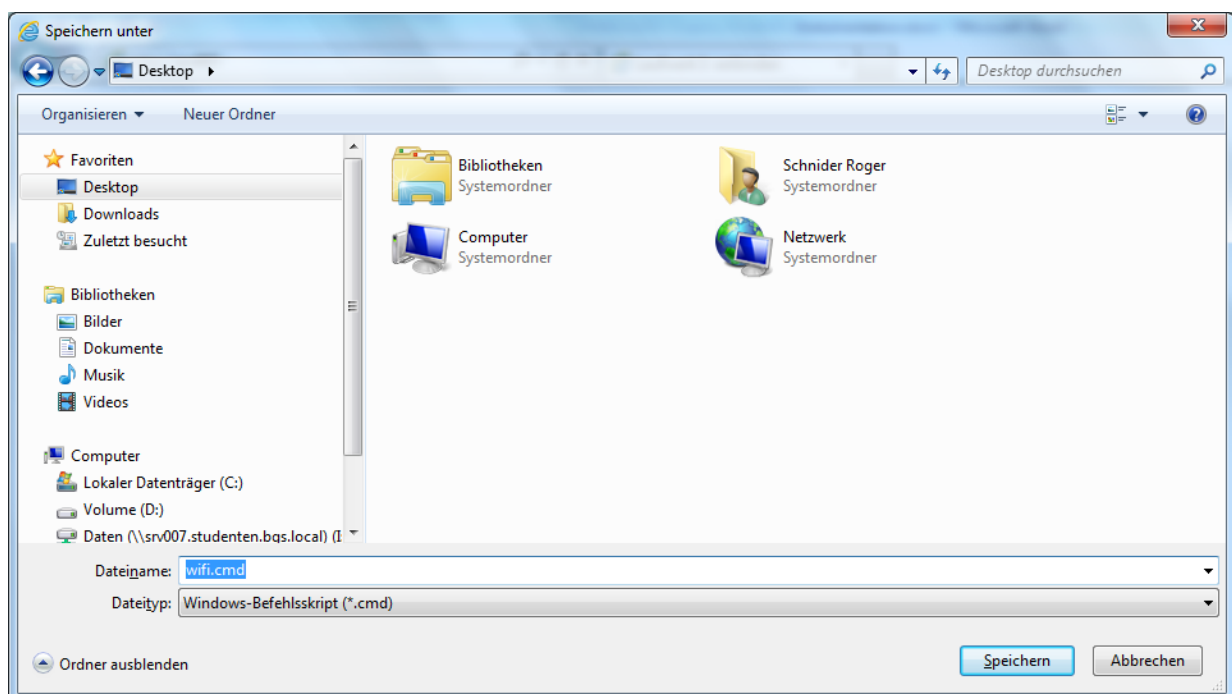 Speichern unter
Desktop
Desktop durchsuchen
Organisieren
Neuer Ordner
Favoriten
Desktop
Downloads
Zuletzt besucht
Bibliotheken
Bilder
Dokumente
Musik
Videos
Computer
Lokaler Datenträger (C:)
Volume (D:)
Daten (\\srv007.studenten.bgs.local) (I
Bibliotheken
Systemordner
Schnider Roger
Systemordner
Computer
Systemordner
Netzwerk
Systemordner
Dateiname: wifi.cmd
Dateityp: Windows-Befehlsskript (*.cmd)
Ordner ausblenden
Speichern
Abbrechen